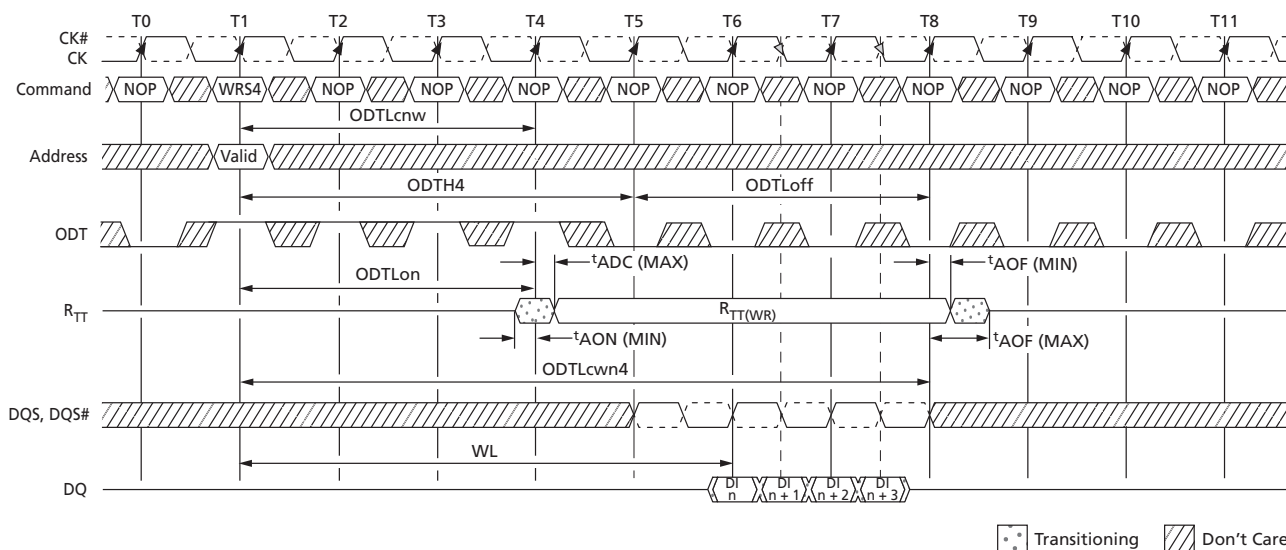 T0 T1 T2 T3 T4 T5 T6 T7 T8 T9 T10 T11
CK#
CK
Command NOP WRS4 NOP NOP NOP NOP NOP NOP NOP NOP NOP NOP
ODTLcnw
Address Valid
ODTH4 ODTLoff
ODT
tADC (MAX) tAOF (MIN)
ODTLon
RTT RTT(WR)
tAON (MIN) tAOF (MAX)
ODTLcwn4
DQS, DQS#
WL
DQ DI n DI n + 1 DI n + 2 DI n + 3
Transitioning Don't Care